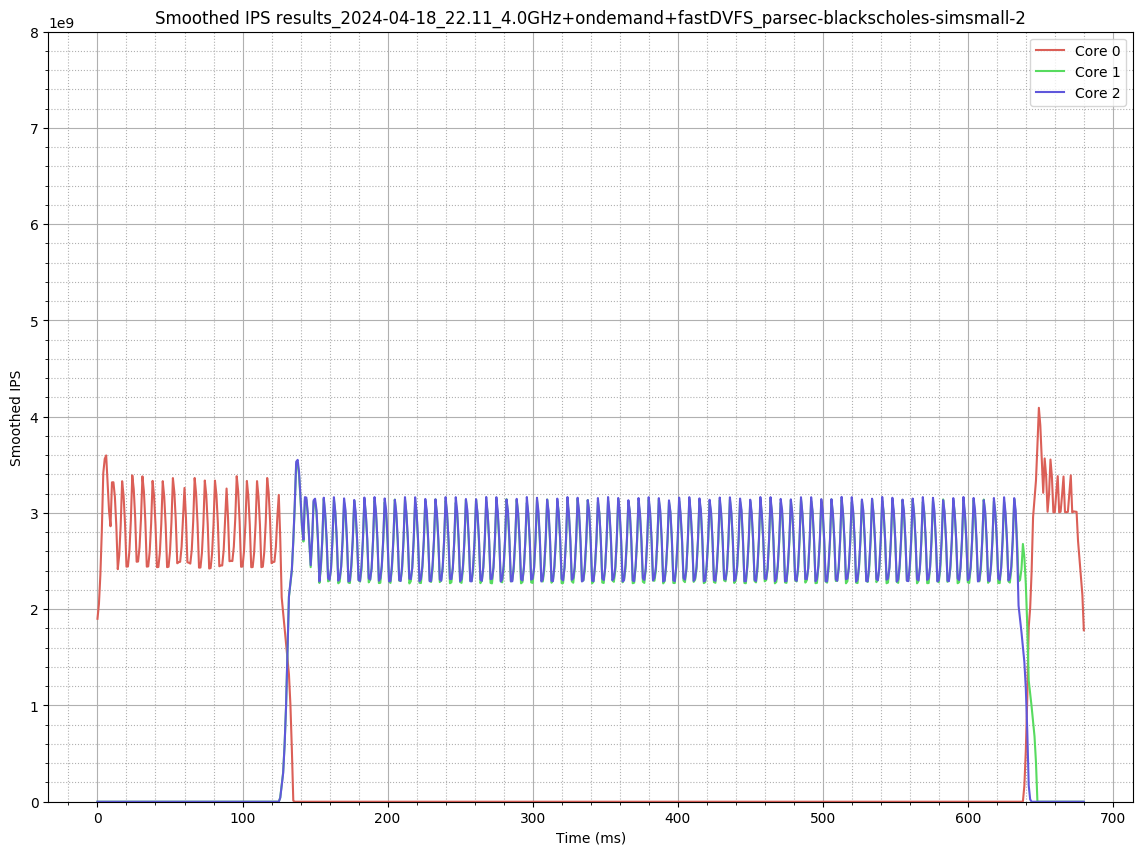 Smoothed IPS results_2024-04-18_22.11_4.0GHz+ondemand+fastDVFS_parsec-blackscholes-simsmall-2
1e9
Core 0
Core 1
Core 2
8
7
6
5
4
3
2
1
0
Smoothed IPS
0 100 200 300 400 500 600 700
Time (ms)